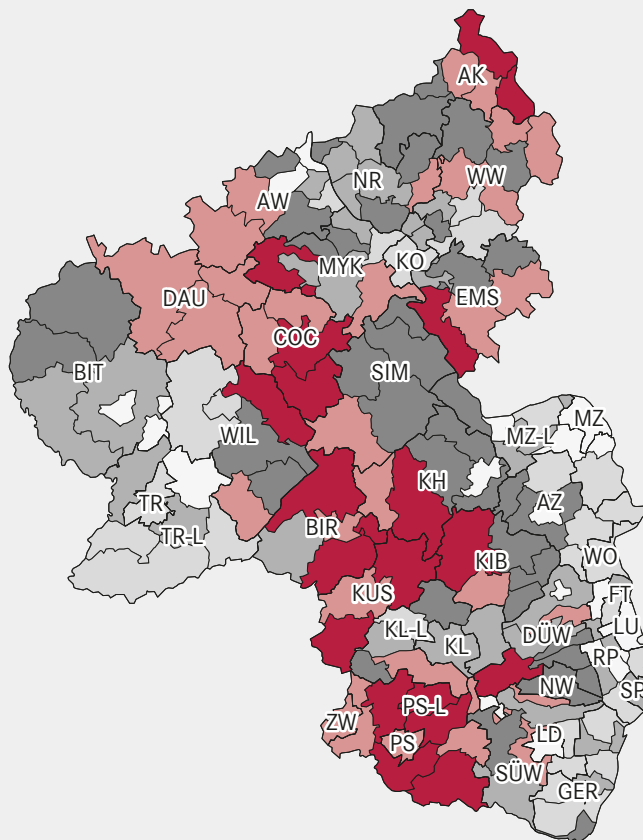 AK
NR
WW
AW
KO
MYK
DAU
EMS
COC
BIT
SIM
MZ
MZ-L
WIL
KH
AZ
TR
BIR
TR-L
WO
KIB
KUS
FT
KL-L
LU
KL
DÜW
RP
NW
SP
PS-L
ZW
LD
PS
SÜW
GER